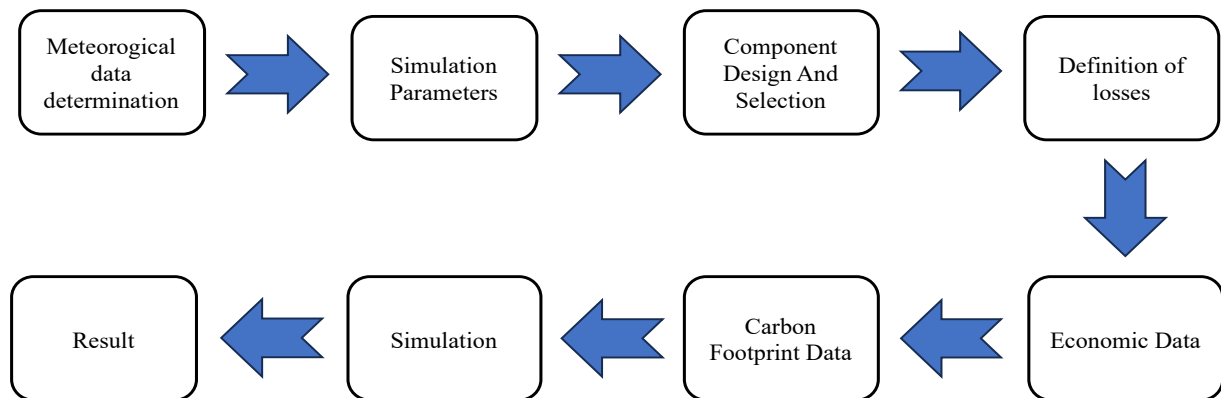 Meteorogical
data
determination
Simulation
Parameters
Component
Design And
Selection
Definition of
losses
Economic Data
Carbon
Footprint Data
Simulation
Result